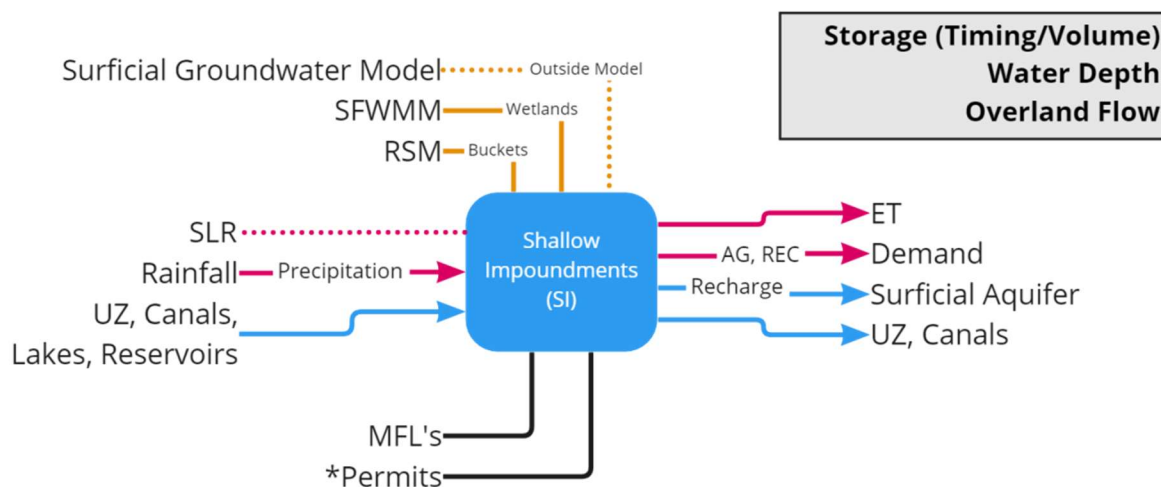 Storage (Timing/Volume)
Water Depth
Overland Flow
Surficial Groundwater Model
Outside Model
SFWMM
Wetlands
RSM
Buckets
SLR
Rainfall
Precipitation
UZ, Canals,
Lakes, Reservoirs
Shallow
Impoundments
(SI)
ET
AG, REC
Demand
Recharge
Surficial Aquifer
UZ, Canals
MFL's
*Permits